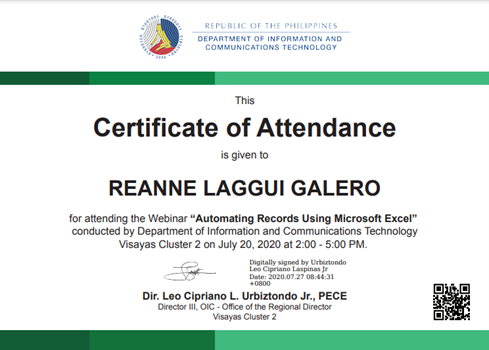 REPUBLIC OF THE PHILIPPINES
DEPARTMENT OF INFORMATION AND
COMMUNICATIONS TECHNOLOGY
This
Certificate of Attendance
is given to
REANNE LAGGUI GALERO
for attending the Webinar “Automating Records Using Microsoft Excel”
conducted by Department of Information and Communications Technology
Visayas Cluster 2 on July 20, 2020 at 2:00 - 5:00 PM.
Digitally signed by Urbiztondo
Leo Cipriano Laspinas Jr
Date: 2020.07.27 08:44:31
+0800
Dir. Leo Cipriano L. Urbiztondo Jr., PECE
Director III, OIC - Office of the Regional Director
Visayas Cluster 2